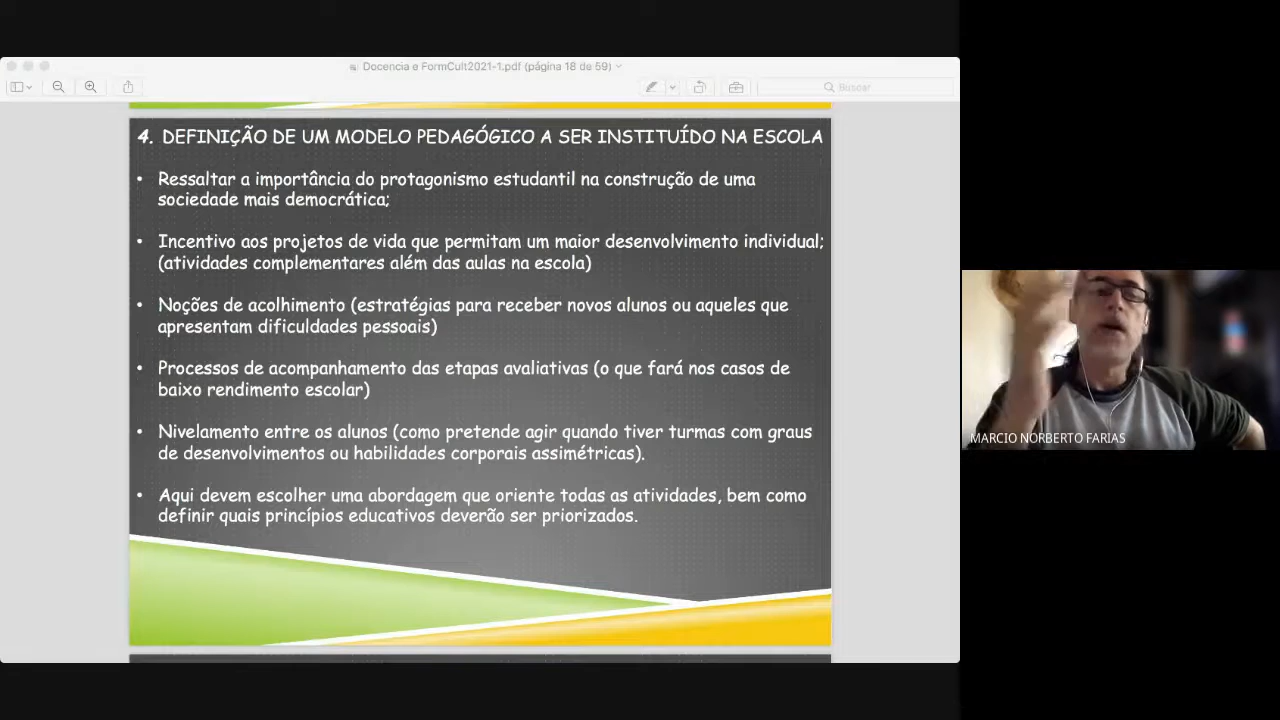 Docencia e FormCult2021-1.pdf (página 18 de 59)
Buscar
4. DEFINIÇÃO DE UM MODELO PEDAGÓGICO A SER INSTITUÍDO NA ESCOLA
• Ressaltar a importância do protagonismo estudantil na construção de uma
sociedade mais democrática;
• Incentivo aos projetos de vida que permitam um maior desenvolvimento individual;
(atividades complementares além das aulas na escola)
• Noções de acolhimento (estratégias para receber novos alunos ou aqueles que
apresentam dificuldades pessoais)
• Processos de acompanhamento das etapas avaliativas (o que fará nos casos de
baixo rendimento escolar)
• Nivelamento entre os alunos (como pretende agir quando tiver turmas com graus
de desenvolvimentos ou habilidades corporais assimétricas).
• Aqui devem escolher uma abordagem que oriente todas as atividades, bem como
definir quais princípios educativos deverão ser priorizados.
MARCIO NORBERTO FARIAS